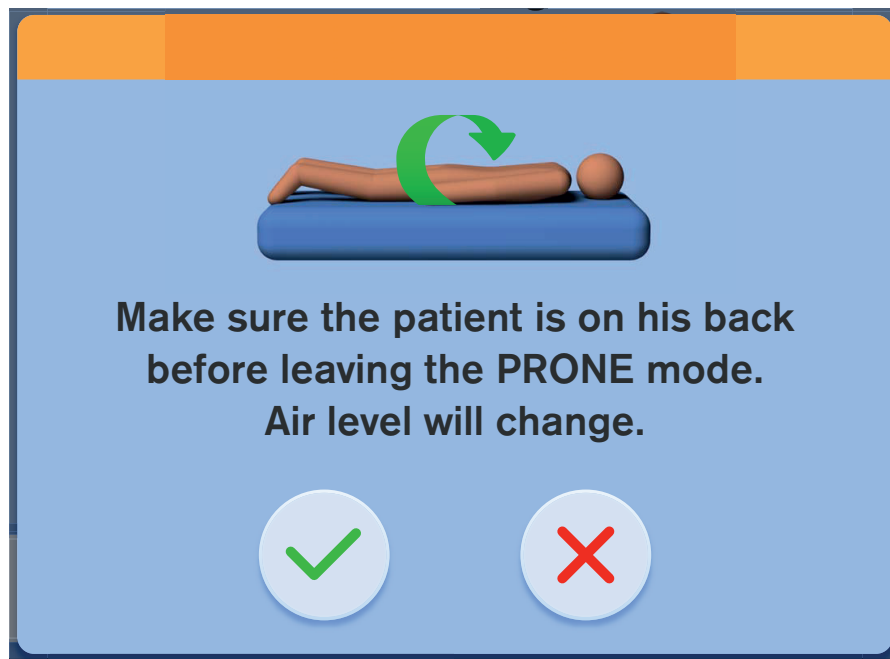 Make sure the patient is on his back
before leaving the PRONE mode.
Air level will change.